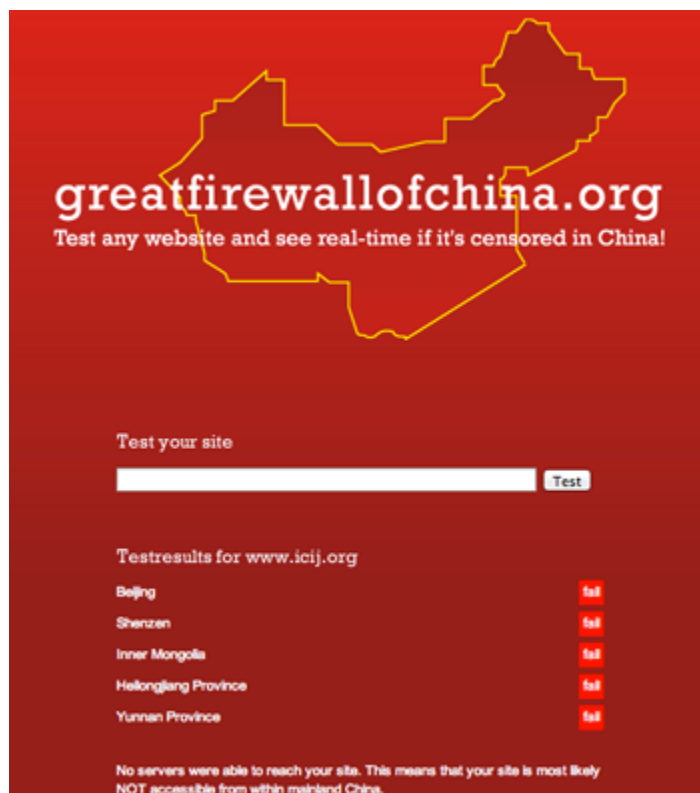 greatfirewallofchina.org
Test any website and see real-time if it's censored in China!
Test your site
Test
Testresults for www.icij.org
Beijing fail
Shenzen fail
Inner Mongolia fail
Heilongjiang Province fail
Yunnan Province fail
No servers were able to reach your site. This means that your site is most likely
NOT accessible from within mainland China.